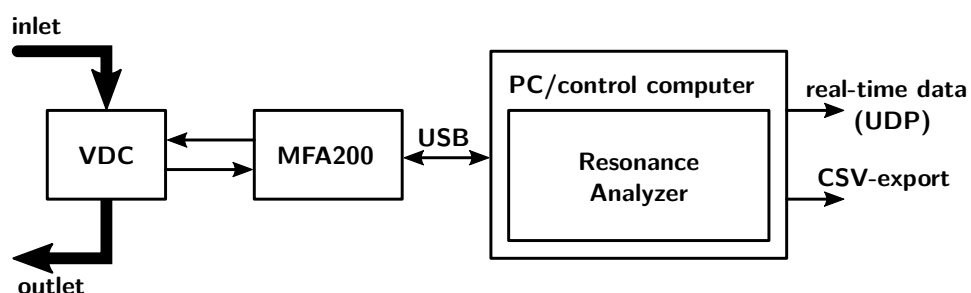 inlet
VDC
outlet
MFA200
USB
PC/control computer
Resonance
Analyzer
real-time data
(UDP)
CSV-export